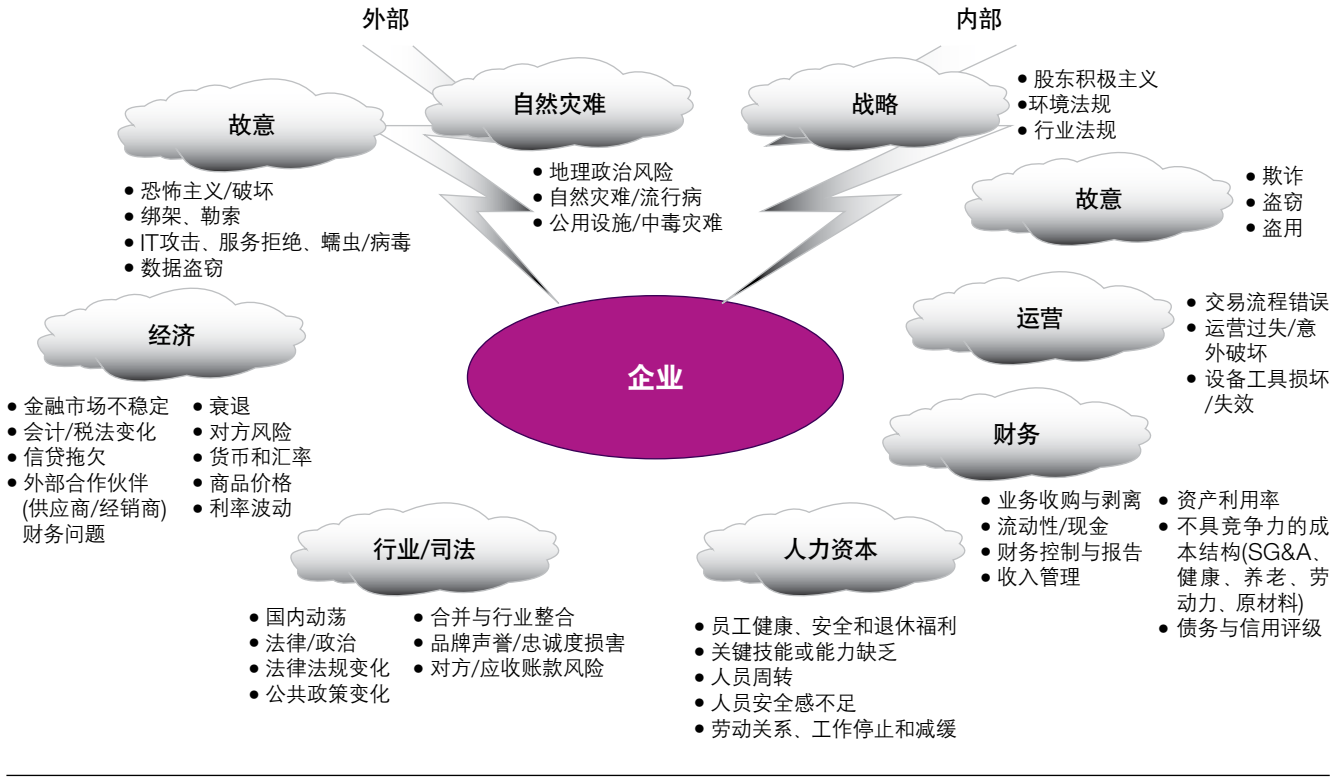 外部
内部
故意
• 恐怖主义/破坏
• 绑架、勒索
• IT攻击、服务拒绝、蠕虫/病毒
• 数据盗窃
自然灾难
• 地理政治风险
• 自然灾难/流行病
• 公用设施/中毒灾难
战略
• 股东积极主义
•环境法规
• 行业法规
故意
• 欺诈
• 盗窃
• 盗用
经济
• 金融市场不稳定
• 会计/税法变化
• 信贷拖欠
• 外部合作伙伴
(供应商/经销商)
财务问题
• 衰退
• 对方风险
• 货币和汇率
• 商品价格
• 利率波动
企业
运营
• 交易流程错误
• 运营过失/意
外破坏
• 设备工具损坏
/失效
财务
• 业务收购与剥离
• 流动性/现金
• 财务控制与报告
• 收入管理
• 资产利用率
• 不具竞争力的成
本结构(SG&A、
健康、养老、劳
动力、原材料)
• 债务与信用评级
行业/司法
• 国内动荡
• 法律/政治
• 法律法规变化
• 公共政策变化
• 合并与行业整合
• 品牌声誉/忠诚度损害
• 对方/应收账款风险
人力资本
• 员工健康、安全和退休福利
• 关键技能或能力缺乏
• 人员周转
• 人员安全感不足
• 劳动关系、工作停止和减缓